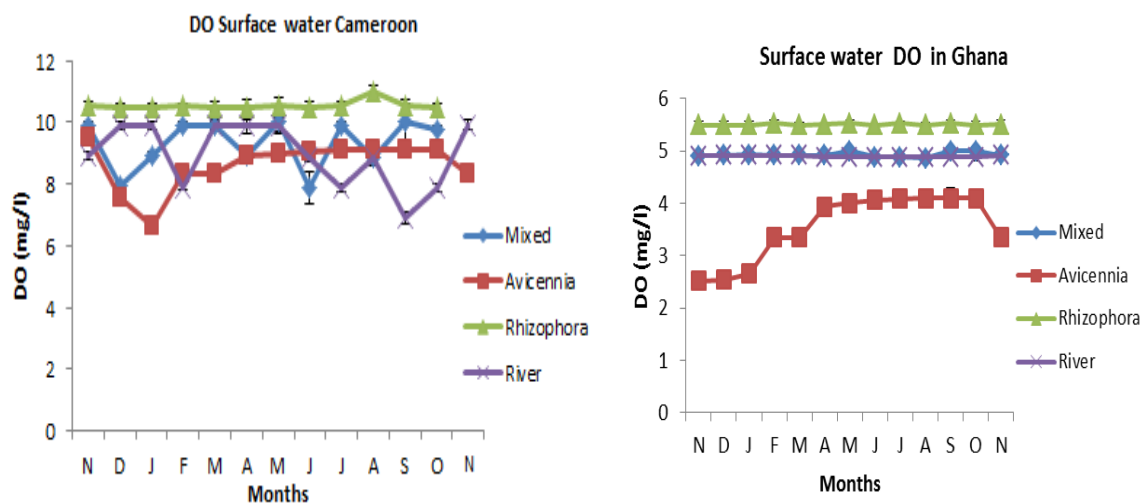 DO Surface water Cameroon
DO (mg/l)
12
10
8
6
4
2
0
N D J F M A M J J A S O N
Months
Mixed
Avicennia
Rhizophora
River
Surface water DO in Ghana
DO (mg/l)
6
5
4
3
2
1
0
N D J F M A M J J A S O N
Months
Mixed
Avicennia
Rhizophora
River